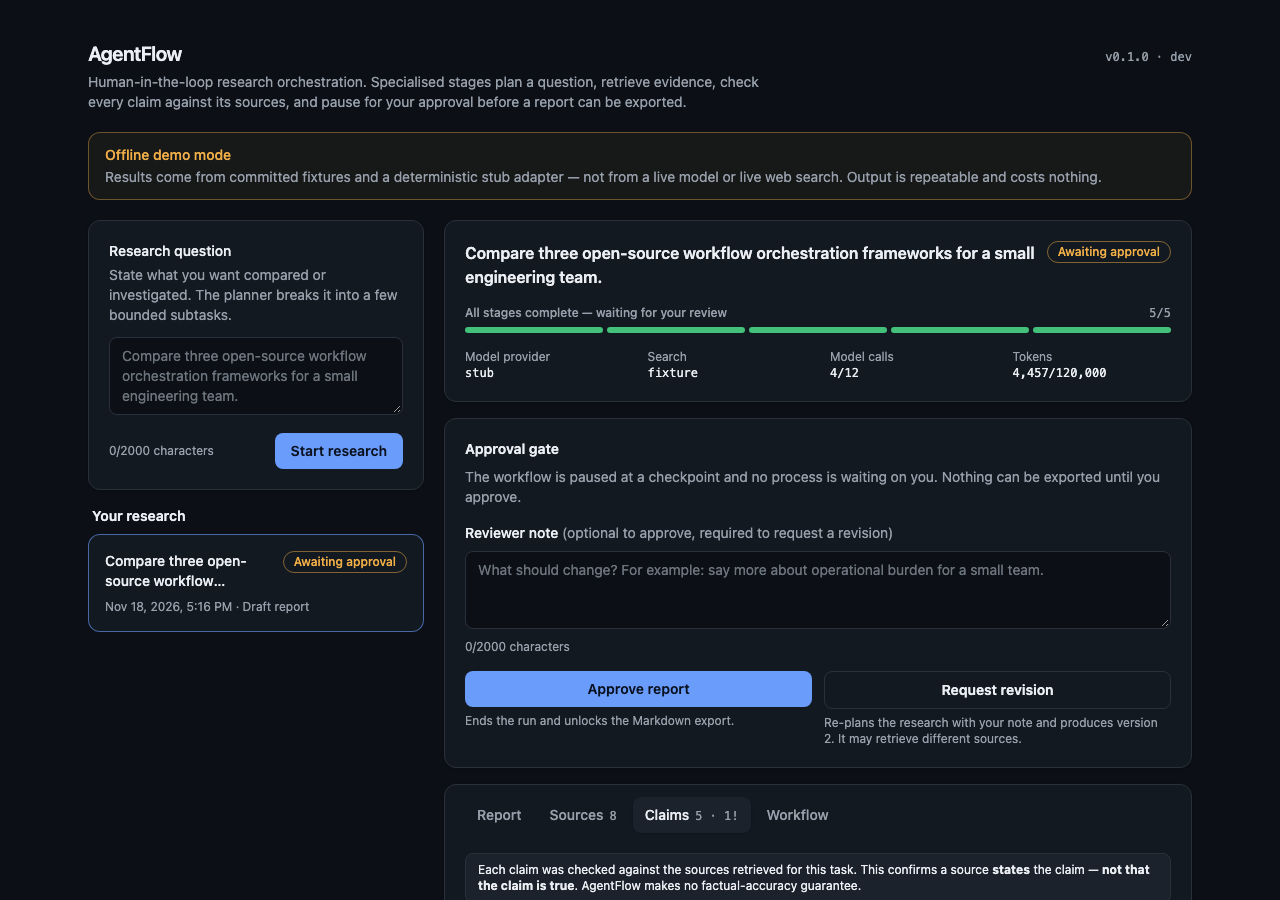 AgentFlow
v0.1.0 · dev
Human-in-the-loop research orchestration. Specialised stages plan a question, retrieve evidence, check
every claim against its sources, and pause for your approval before a report can be exported.
Offline demo mode
Results come from committed fixtures and a deterministic stub adapter — not from a live model or live web search. Output is repeatable and costs nothing.
Research question
State what you want compared or
investigated. The planner breaks it into a few
bounded subtasks.
Compare three open-source workflow
orchestration frameworks for a small
engineering team.
0/2000 characters
Start research
Your research
Compare three open-
source workflow...
Awaiting approval
Nov 18, 2026, 5:16 PM · Draft report
Compare three open-source workflow orchestration frameworks for a small
engineering team.
Awaiting approval
All stages complete — waiting for your review
5/5
Model provider
stub
Search
fixture
Model calls
4/12
Tokens
4,457/120,000
Approval gate
The workflow is paused at a checkpoint and no process is waiting on you. Nothing can be exported until you
approve.
Reviewer note (optional to approve, required to request a revision)
What should change? For example: say more about operational burden for a small team.
0/2000 characters
Approve report
Ends the run and unlocks the Markdown export.
Request revision
Re-plans the research with your note and produces version
2. It may retrieve different sources.
Report
Sources 8
Claims 5 · 1!
Workflow
Each claim was checked against the sources retrieved for this task. This confirms a source states the claim — not that
the claim is true. AgentFlow makes no factual-accuracy guarantee.